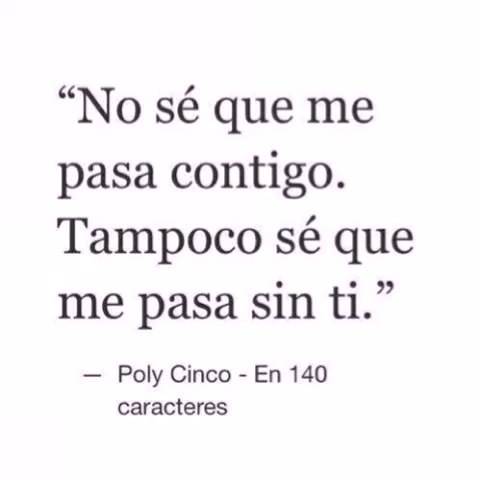 “No sé que me
pasa contigo.
Tampoco sé que
me pasa sin ti.”
— Poly Cinco - En 140
caracteres